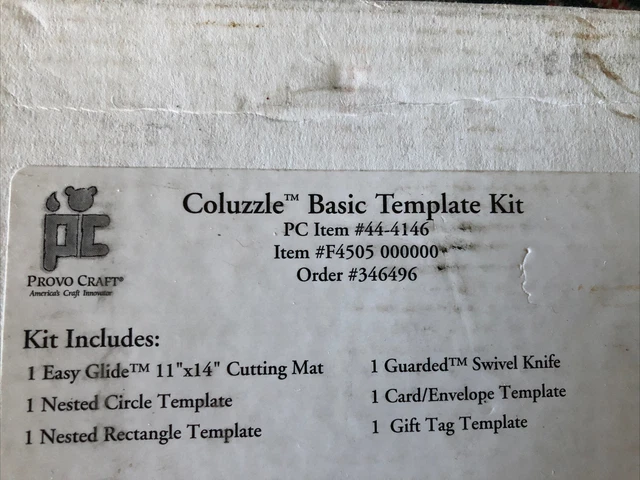 Coluzzle™ Basic Template Kit
PC Item #44-4146
Item #F4505 000000
Order #346496
PC
PROVO CRAFT®
America's Craft Innovator
Kit Includes:
1 Easy Glide™ 11"x14" Cutting Mat
1 Nested Circle Template
1 Nested Rectangle Template
1 Guarded™ Swivel Knife
1 Card/Envelope Template
1 Gift Tag Template